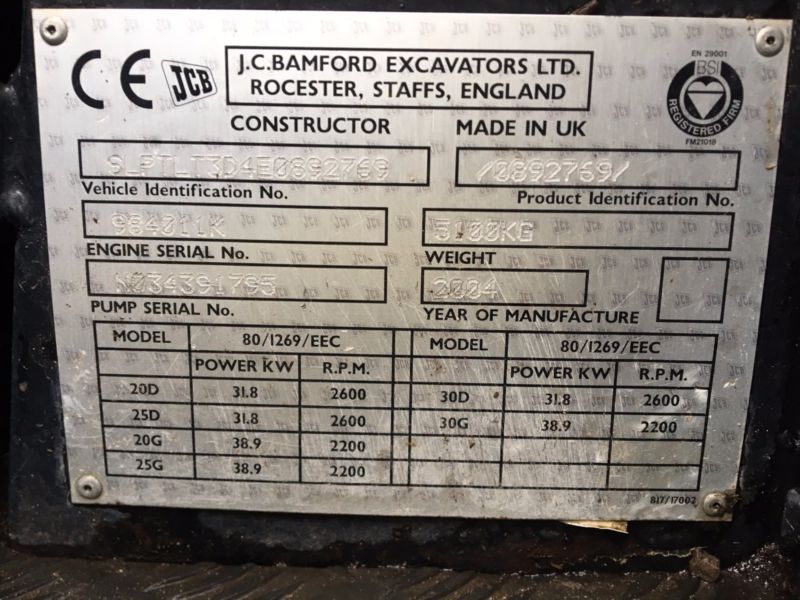 CE JCB J.C.BAMFORD EXCAVATORS LTD.
ROCESTER, STAFFS, ENGLAND
EN 29001
BSI
REGISTERED FIRM
FM21018
CONSTRUCTOR MADE IN UK
SLPTLT3D4E0892769 /0892769/
Vehicle Identification No. Product Identification No.
984011K 3100KG
ENGINE SERIAL No. WEIGHT
N034391795 2004
PUMP SERIAL No. YEAR OF MANUFACTURE
MODEL 80/1269/EEC MODEL 80/1269/EEC
POWER KW R.P.M. POWER KW R.P.M.
20D 31.8 2600 30D 31.8 2600
25D 31.8 2600 30G 38.9 2200
20G 38.9 2200
25G 38.9 2200
817/17002